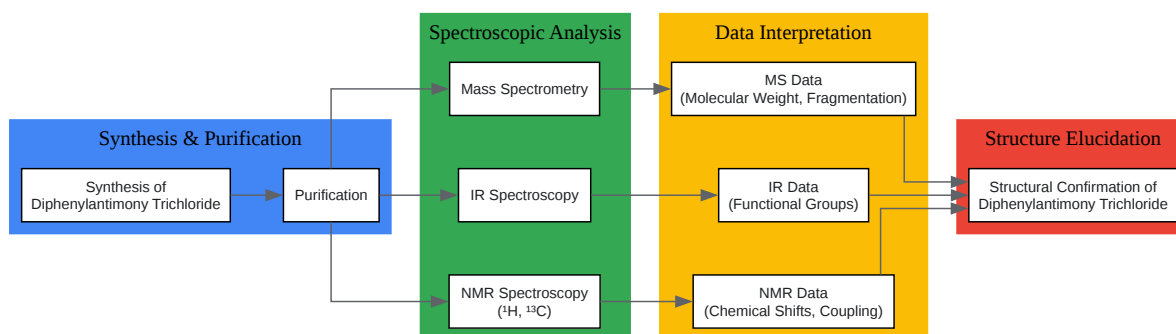 Synthesis & Purification
Synthesis of
Diphenylantimony Trichloride
Purification
Spectroscopic Analysis
Mass Spectrometry
IR Spectroscopy
NMR Spectroscopy
(¹H, ¹³C)
Data Interpretation
MS Data
(Molecular Weight, Fragmentation)
IR Data
(Functional Groups)
NMR Data
(Chemical Shifts, Coupling)
Structure Elucidation
Structural Confirmation of
Diphenylantimony Trichloride